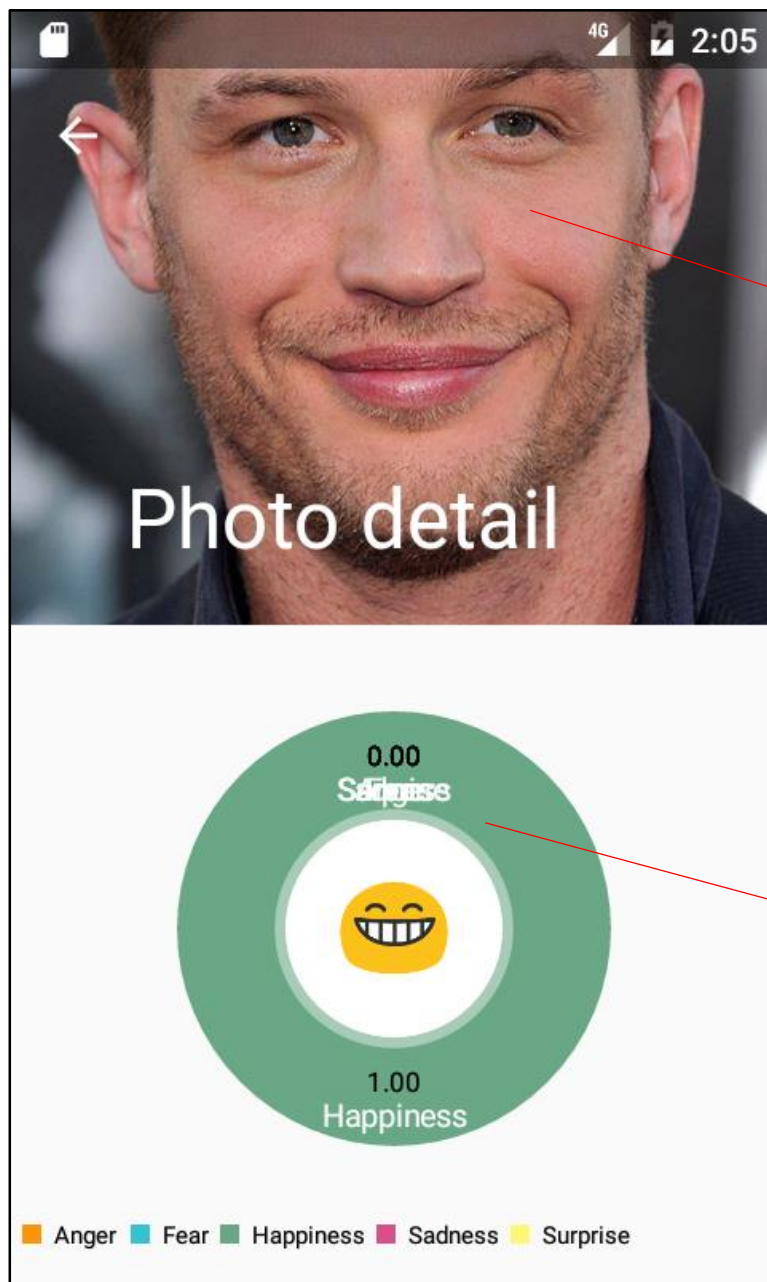 4G 2:05
Photo detail
0.00
1.00
Happiness
Anger Fear Happiness Sadness Surprise